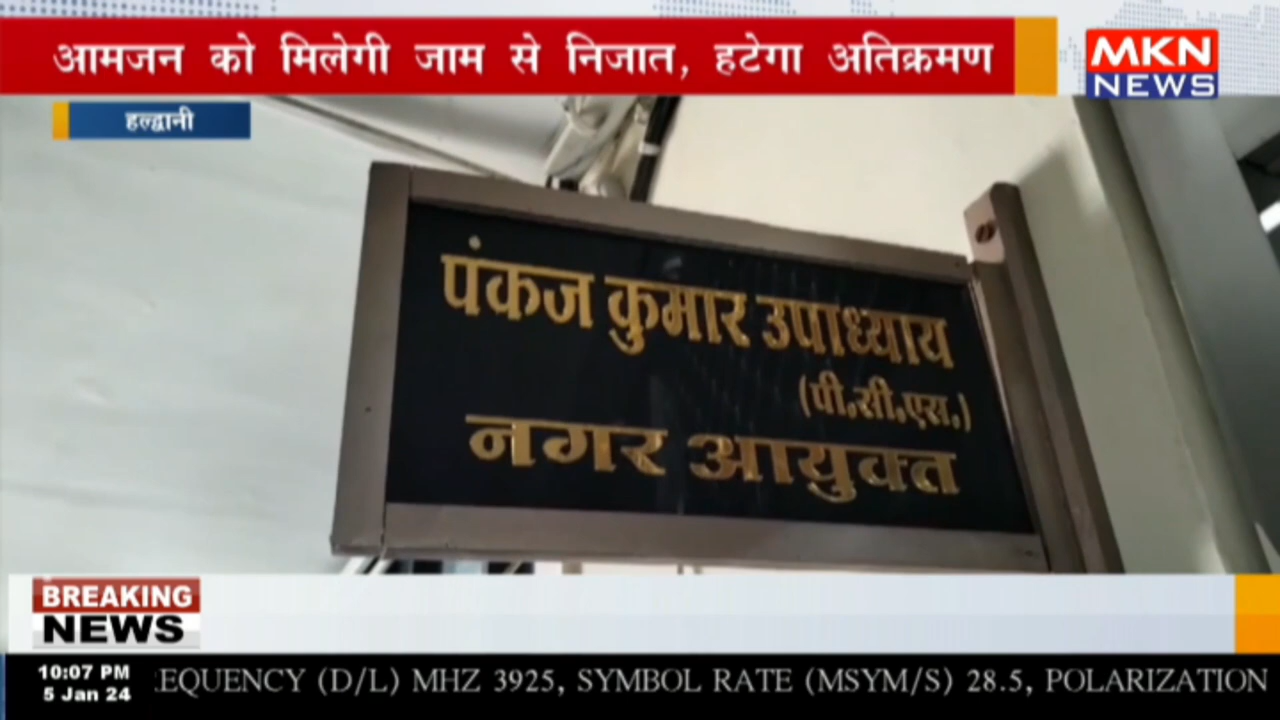 आमजन को मिलेगी जाम से निजात, हटेगा अतिक्रमण
MKN
NEWS
हल्द्वानी
पंकज कुमार उपाध्याय
(पी.सी.एस.)
नगर आयुक्त
BREAKING
NEWS
10:07 PM
5 Jan 24
EQUENCY (D/L) MHZ 3925, SYMBOL RATE (MSYM/S) 28.5, POLARIZATION